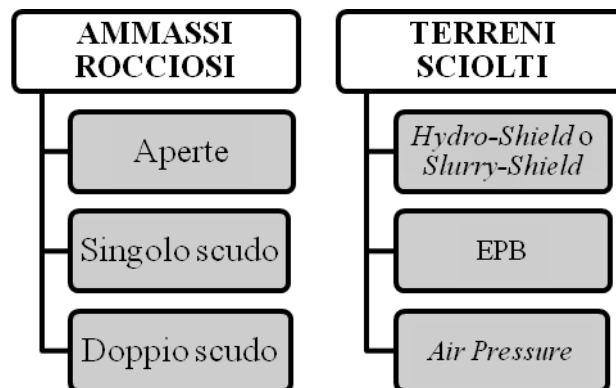 AMMASSI
ROCCIOSI
Aperte
Singolo scudo
Doppio scudo
TERRENI
SCIOLTI
Hydro-Shield o
Slurry-Shield
EPB
Air Pressure